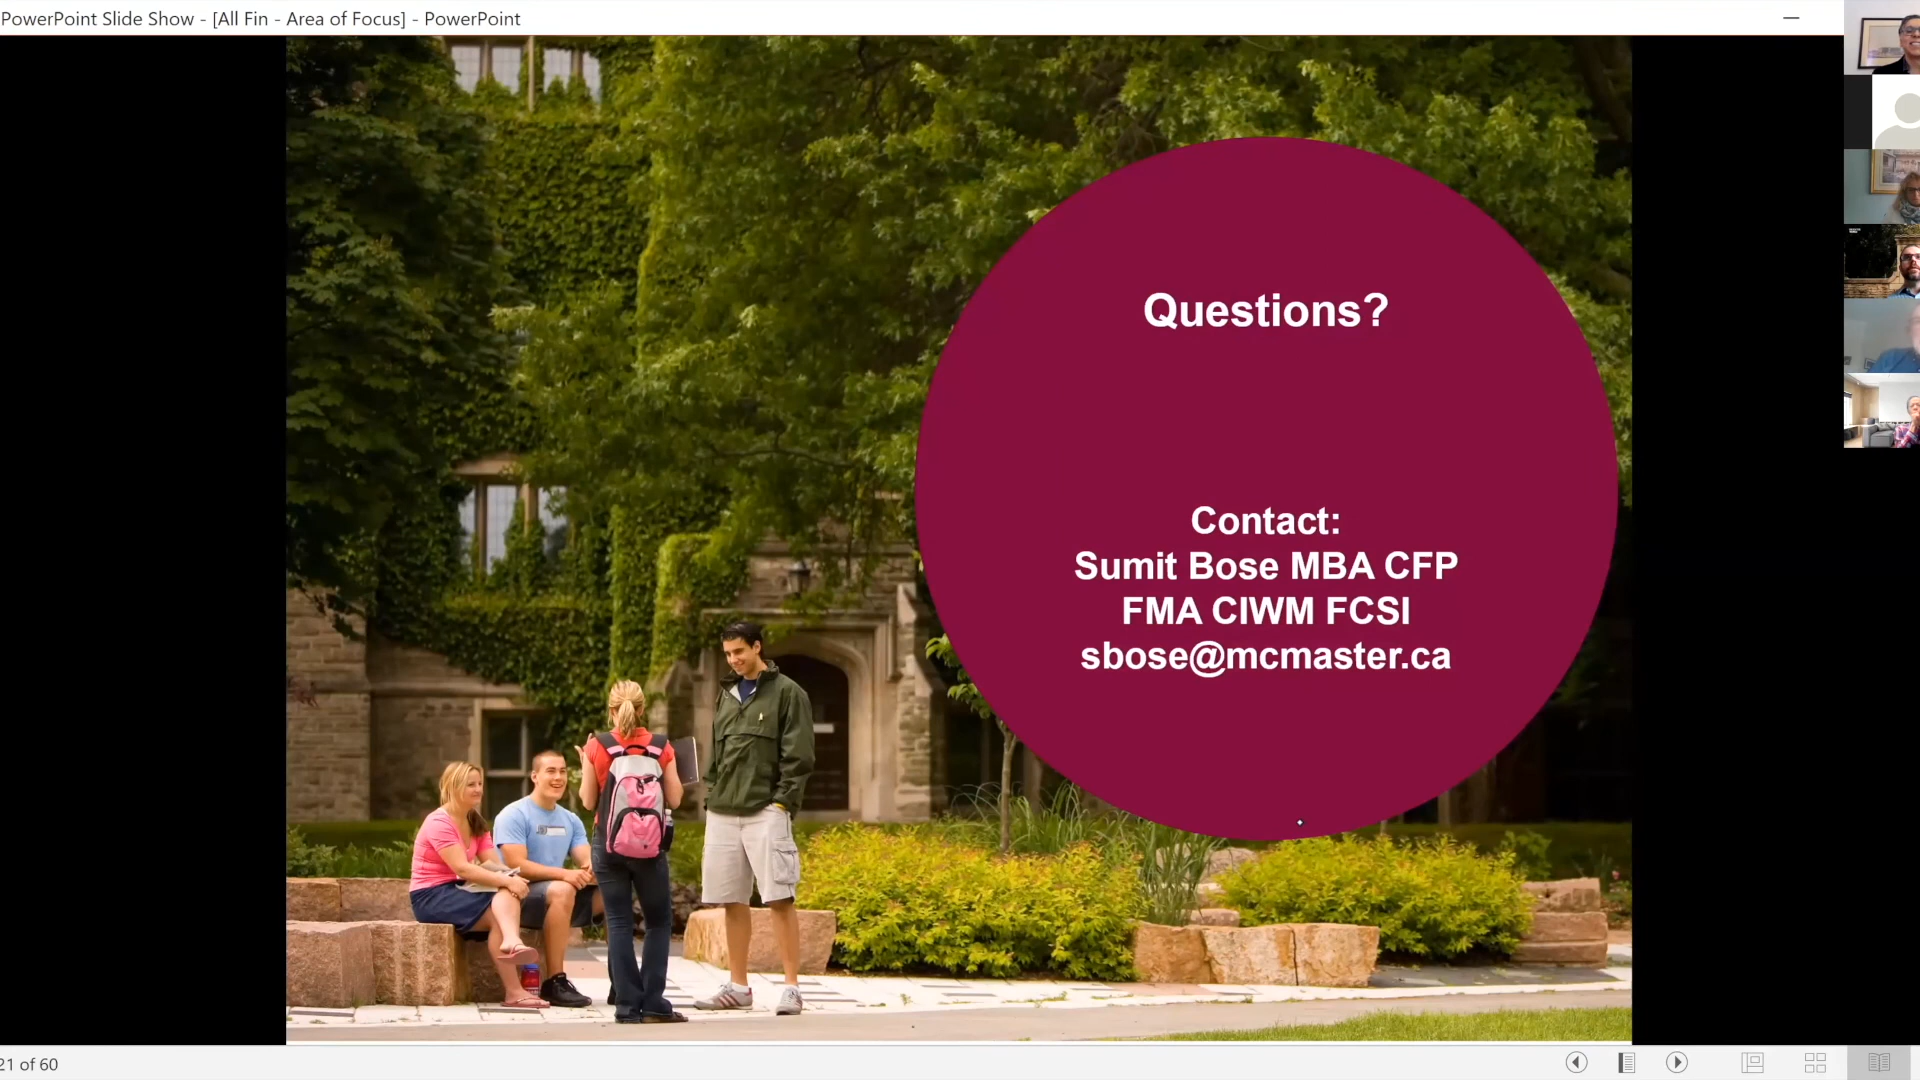 PowerPoint Slide Show - [All Fin - Area of Focus] - PowerPoint
Questions?
Contact:
Sumit Bose MBA CFP
FMA CIWM FCSI
sbose@mcmaster.ca
21 of 60